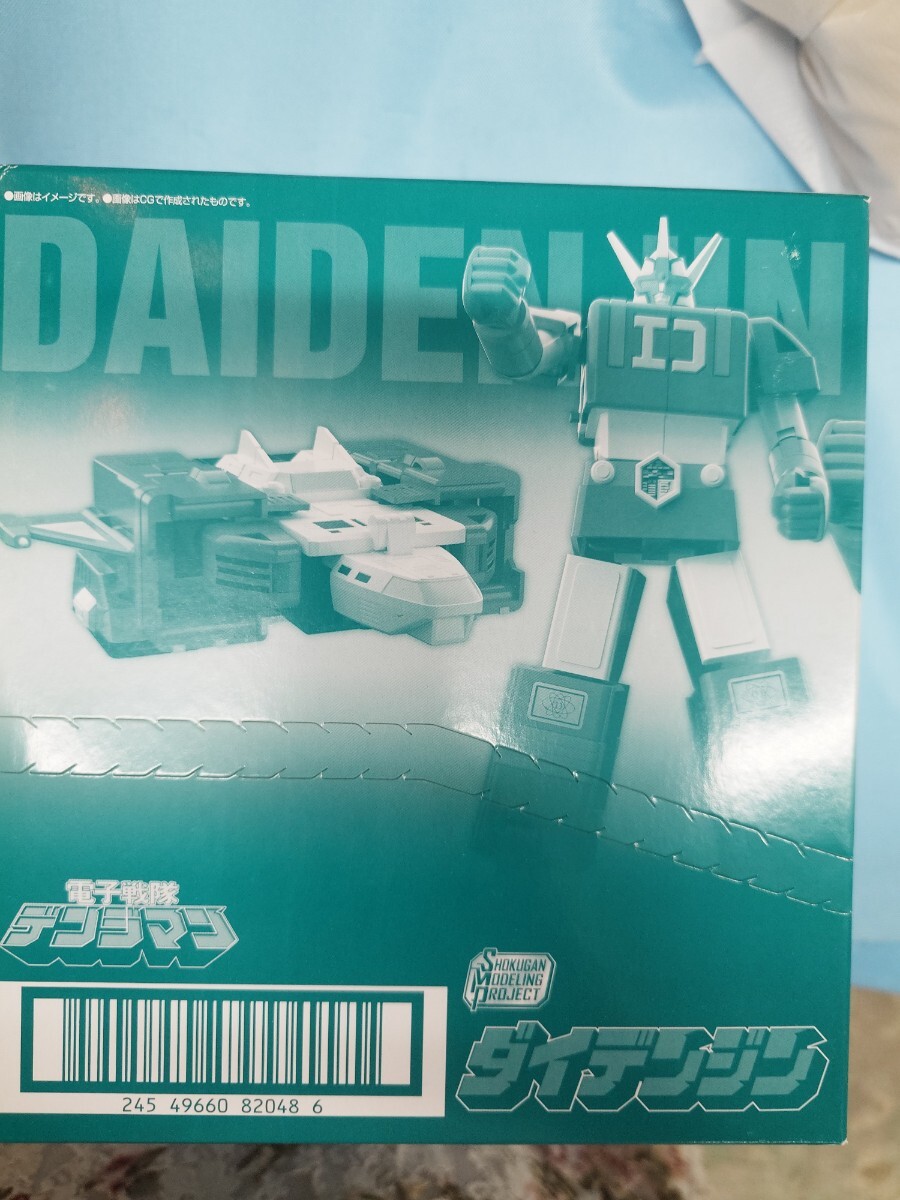 ●画像はイメージです。●画像はCGで作成されたものです。
DAIDENJIN
D
電子戦隊
デンジマン
SHOKUGAN
MODELING
PROJECT
ダイデンジン
245 49660 82048 6